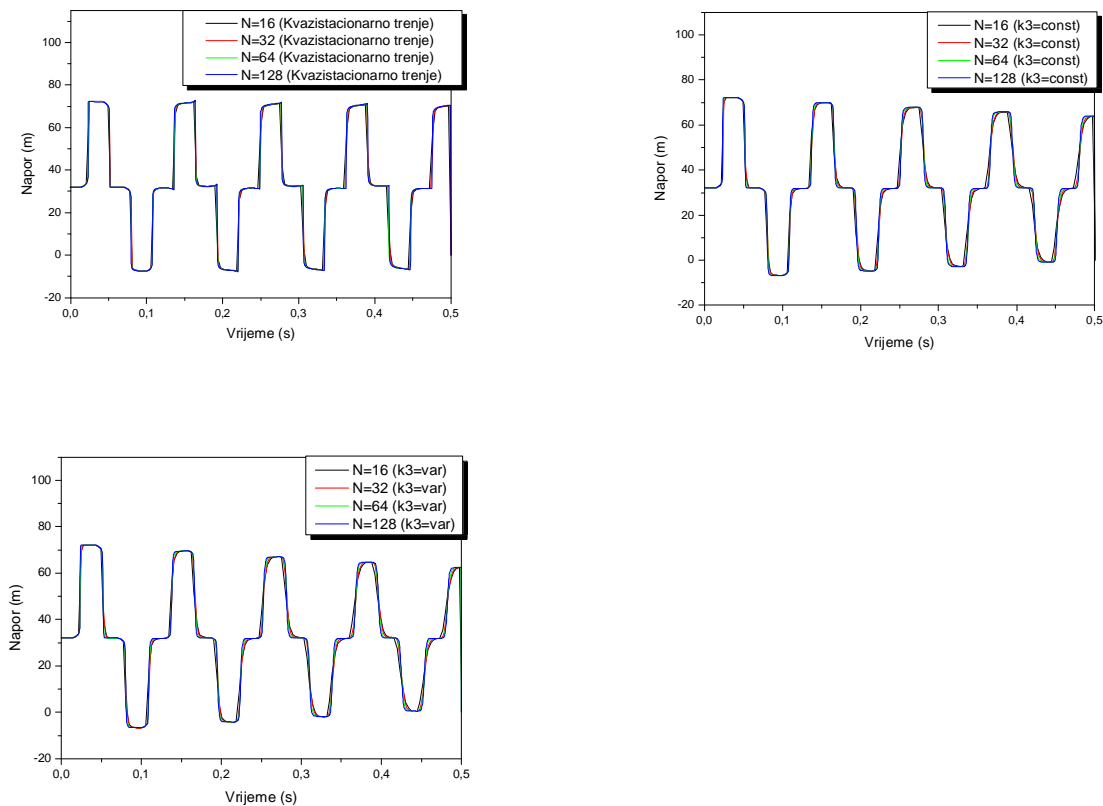 N=16 (Kvazistacionarno trenje)
N=32 (Kvazistacionarno trenje)
N=64 (Kvazistacionarno trenje)
N=128 (Kvazistacionarno trenje)
100
80
60
40
20
0
-20
Napor (m)
0,0 0,1 0,2 0,3 0,4 0,5
Vrijeme (s)
N=16 (k3=const)
N=32 (k3=const)
N=64 (k3=const)
N=128 (k3=const)
100
80
60
40
20
0
-20
Napor (m)
0,0 0,1 0,2 0,3 0,4 0,5
Vrijeme (s)
N=16 (k3=var)
N=32 (k3=var)
N=64 (k3=var)
N=128 (k3=var)
100
80
60
40
20
0
-20
Napor (m)
0,0 0,1 0,2 0,3 0,4 0,5
Vrijeme (s)